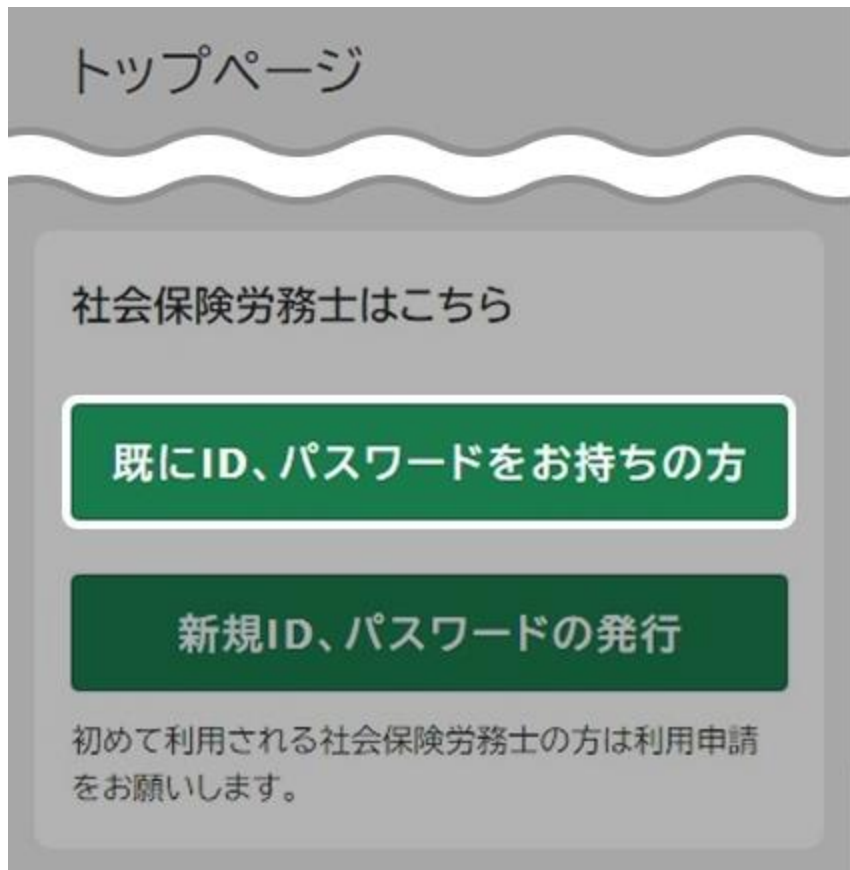 トップページ
社会保険労務士はこちら
既にID、パスワードをお持ちの方
新規ID、パスワードの発行
初めて利用される社会保険労務士の方は利用申請
をお願いします。